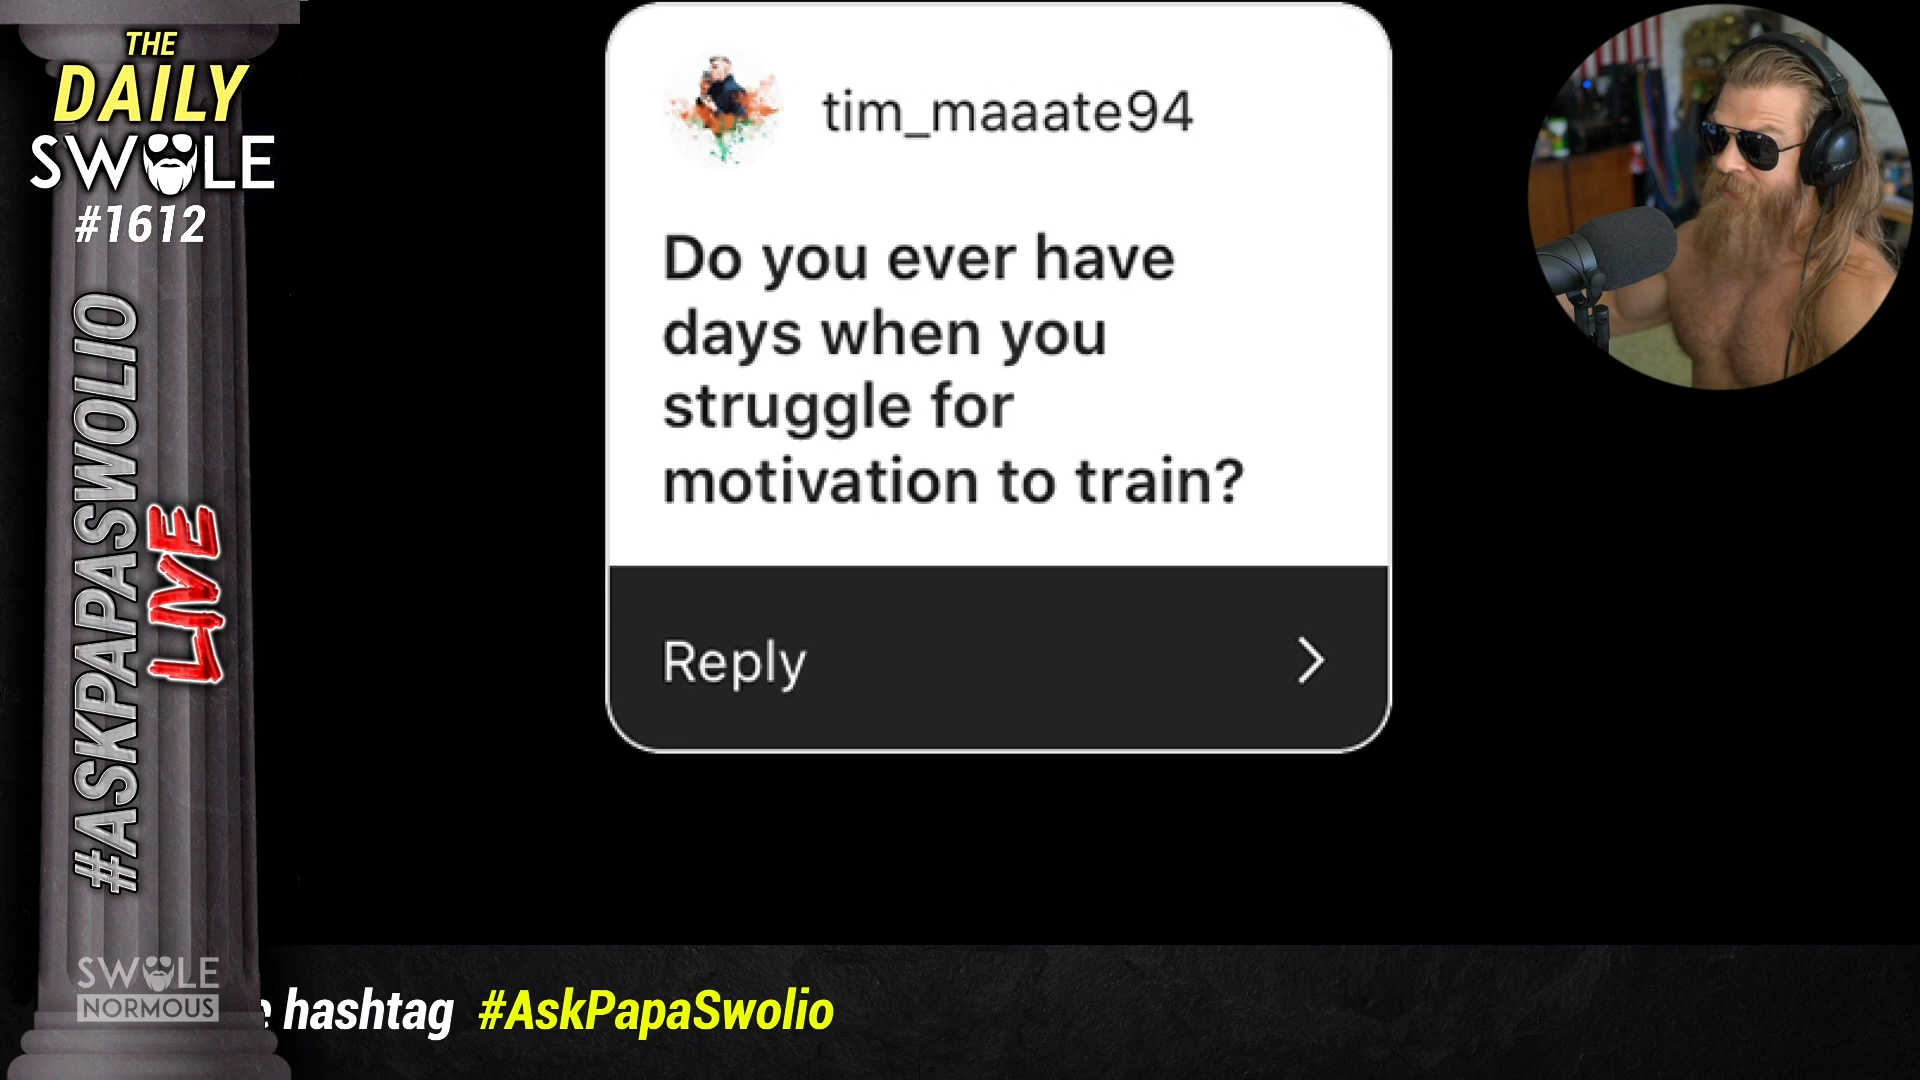 THE
DAILY
SWOLE
#1612
#ASKPAPASWOLIO
LIVE
tim_maaate94
Do you ever have
days when you
struggle for
motivation to train?
Reply
SWOLE
NORMOUS
e hashtag #AskPapaSwolio